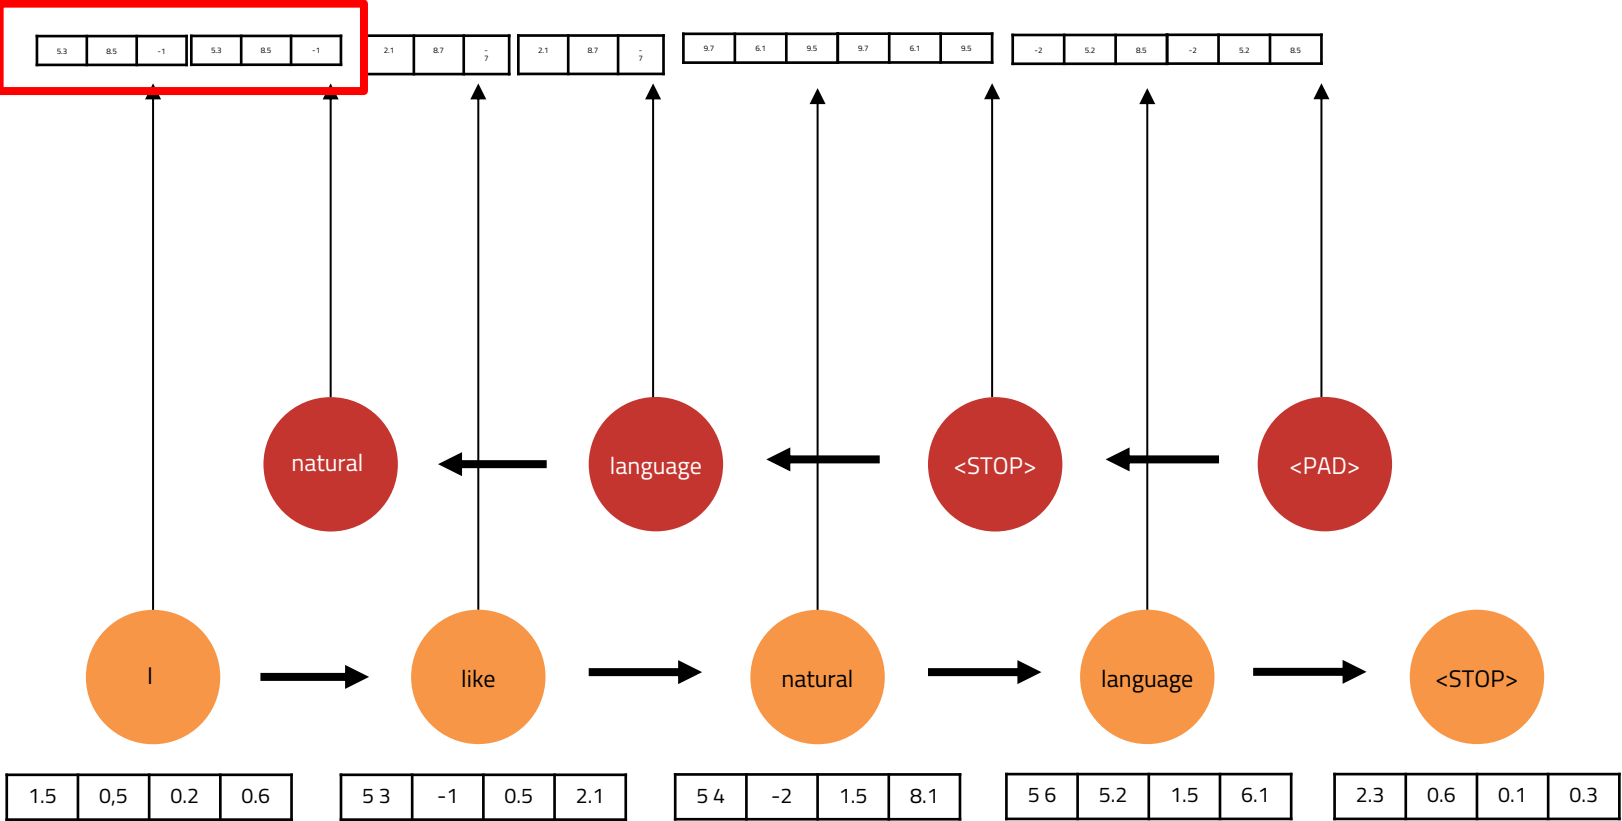 5.3 8.5 -1 5.3 8.5 -1 2.1 8.7 -7 2.1 8.7 -7 9.7 6.1 9.5 9.7 6.1 9.5 -2 5.2 8.5 -2 5.2 8.5
natural language <STOP> <PAD>
I like natural language <STOP>
1.5 0,5 0.2 0.6 5 3 -1 0.5 2.1 5 4 -2 1.5 8.1 5 6 5.2 1.5 6.1 2.3 0.6 0.1 0.3